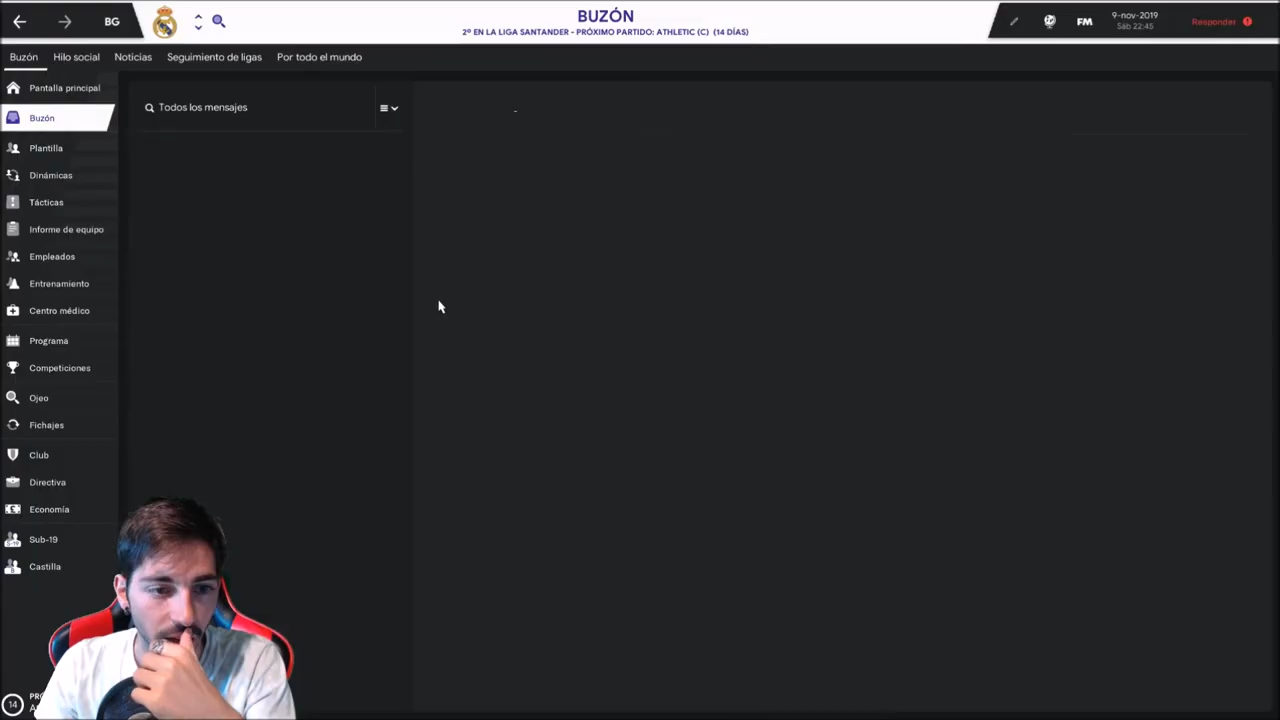 BG
BUZÓN
2º EN LA LIGA SANTANDER - PRÓXIMO PARTIDO: ATHLETIC (C) (14 DÍAS)
FM
9-nov-2019
Sáb 22:45
Responder
Buzón
Hilo social
Noticias
Seguimiento de ligas
Por todo el mundo
Pantalla principal
Buzón
Plantilla
Dinámicas
Tácticas
Informe de equipo
Empleados
Entrenamiento
Centro médico
Programa
Competiciones
Ojeo
Fichajes
Club
Directiva
Economía
Sub-19
Castilla
Todos los mensajes
-
14